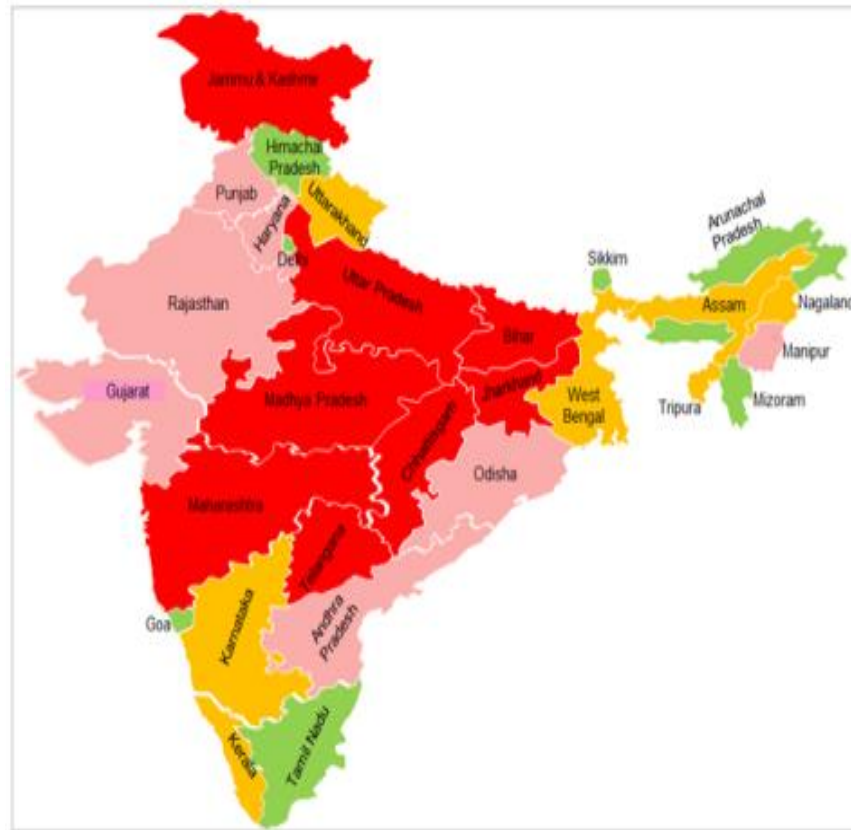 Jammu & Kashmir
Himachal
Pradesh
Punjab
Uttarakhand
Haryana
Delhi
Arunachal
Pradesh
Sikkim
Uttar Pradesh
Rajasthan
Assam
Nagaland
Bihar
Manipur
Gujarat
Madhya Pradesh
Jharkhand
West
Bengal
Tripura
Mizoram
Chhattisgarh
Odisha
Maharashtra
Telangana
Goa
Karnataka
Andhra
Pradesh
Kerala
Tamil Nadu